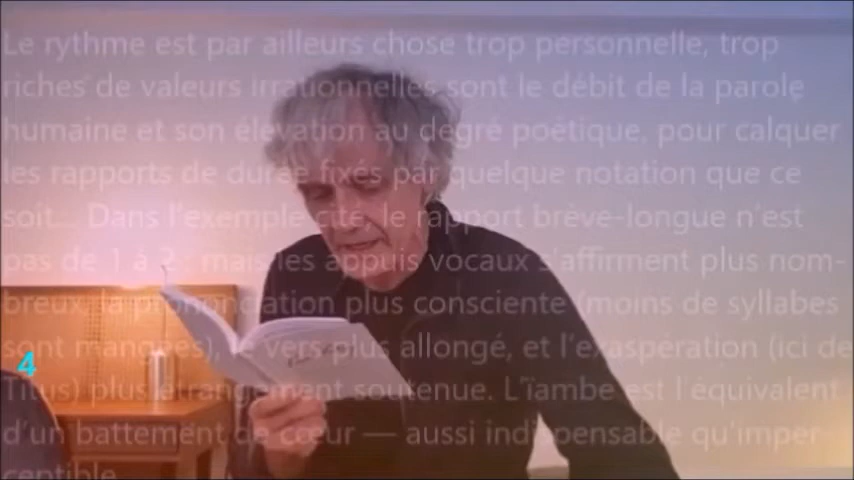 Le rythme est par ailleurs chose trop personnelle, trop
riches de valeurs irrationnelles sont le débit de la parole
humaine et son élévation au degré poétique, pour calquer
les rapports de durée par quelque notation que ce
soit... Dans l'exemple cité, le rapport brève-longue n'est
pas de 1 à 2 : mais les appuis vocaux s'affirment plus nom-
breux, la prononciation plus consciente (moins de syllabes
sont mangées), vers plus allongé, et l'exaspération (ici de
Titus) plus étrangement soutenue. L'ïambe est l'équivalent
d'un battement de cœur — aussi indispensable qu'imper-
ceptible.
4